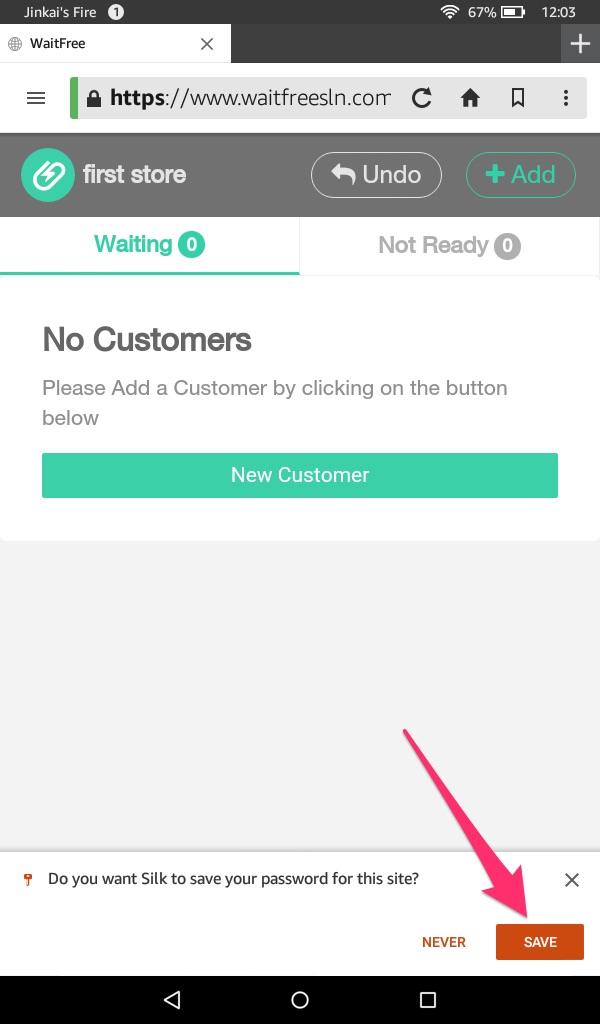 Jinkai's Fire 1 67% 12:03
WaitFree
https://www.waitfreesln.com
first store Undo Add
Waiting 0 Not Ready 0
No Customers
Please Add a Customer by clicking on the button
below
New Customer
Do you want Silk to save your password for this site?
NEVER SAVE